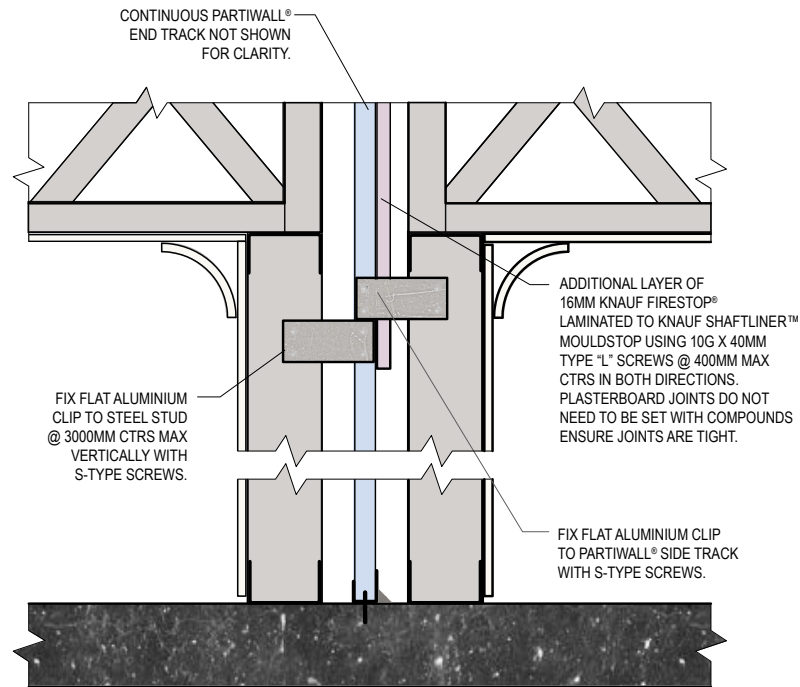 CONTINUOUS PARTIWALL®
END TRACK NOT SHOWN
FOR CLARITY.
ADDITIONAL LAYER OF
16MM KNAUF FIRESTOP®
LAMINATED TO KNAUF SHAFTLINER™
MOULDSTOP USING 10G X 40MM
TYPE “L” SCREWS @ 400MM MAX
CTRS IN BOTH DIRECTIONS.
PLASTERBOARD JOINTS DO NOT
NEED TO BE SET WITH COMPOUNDS
ENSURE JOINTS ARE TIGHT.
FIX FLAT ALUMINIUM
CLIP TO STEEL STUD
@ 3000MM CTRS MAX
VERTICALLY WITH
S-TYPE SCREWS.
FIX FLAT ALUMINIUM CLIP
TO PARTIWALL® SIDE TRACK
WITH S-TYPE SCREWS.